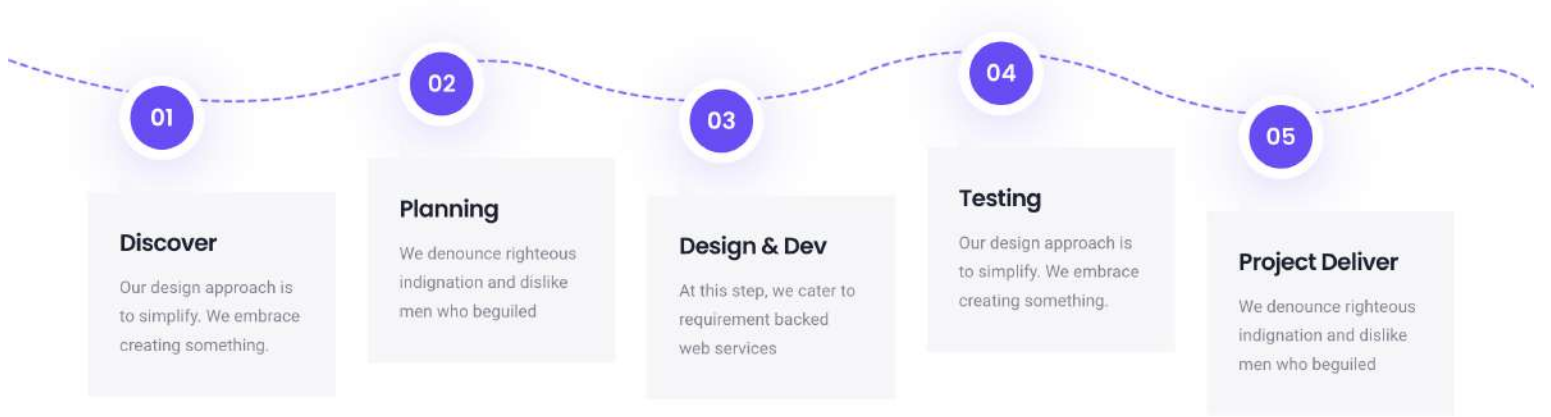 01
Discover
Our design approach is
to simplify. We embrace
creating something.
02
Planning
We denounce righteous
indignation and dislike
men who beguiled
03
Design & Dev
At this step, we cater to
requirement backed
web services
04
Testing
Our design approach is
to simplify. We embrace
creating something.
05
Project Deliver
We denounce righteous
indignation and dislike
men who beguiled